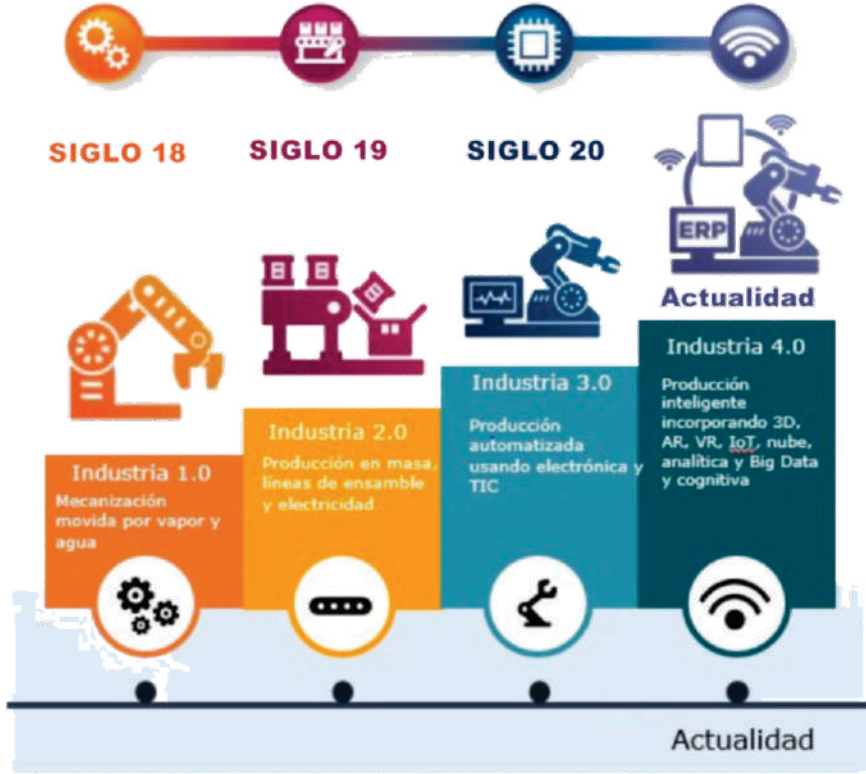 SIGLO 18
SIGLO 19
SIGLO 20
ERP
Actualidad
Industria 1.0
Mecanización
movida por vapor y
agua
Industria 2.0
Producción en masa,
líneas de ensamble
y electricidad
Industria 3.0
Producción
automatizada
usando electrónica y
TIC
Industria 4.0
Producción
inteligente
incorporando 3D,
AR, VR, IoT, nube,
analítica y Big Data
y cognitiva
Actualidad